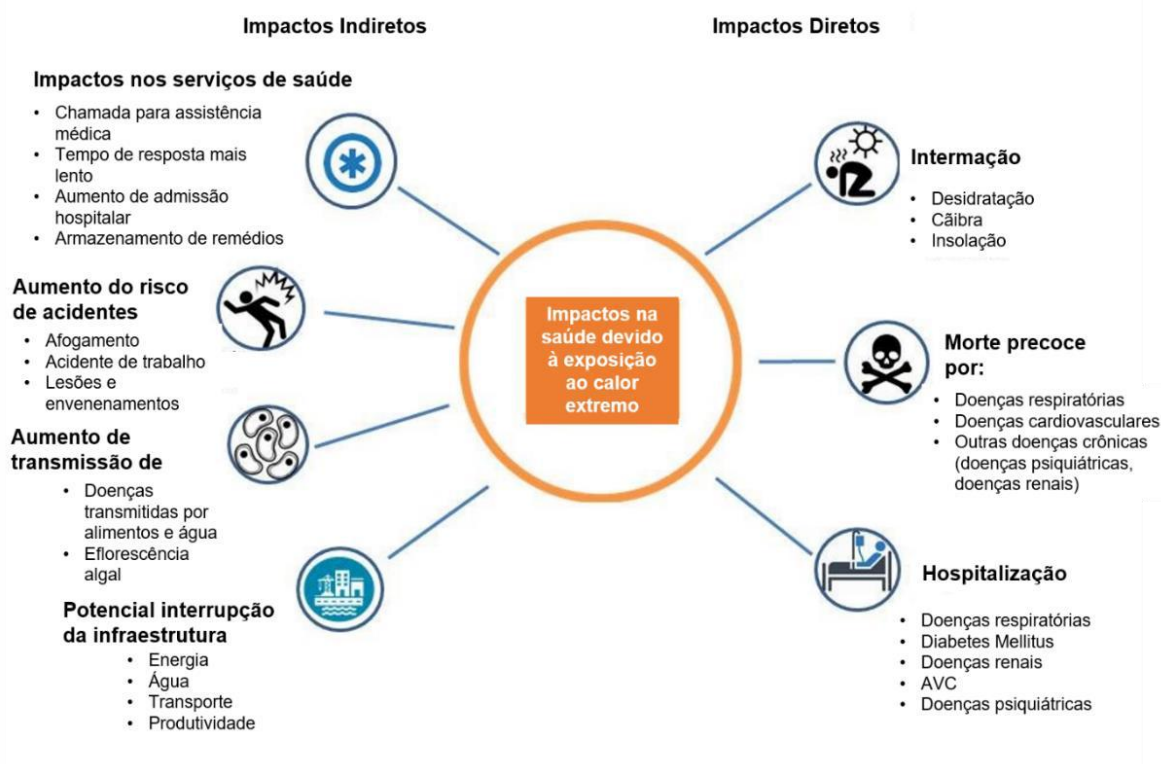 Impactos Indiretos
Impactos nos serviços de saúde
• Chamada para assistência
médica
• Tempo de resposta mais
lento
• Aumento de admissão
hospitalar
• Armazenamento de remédios
Aumento do risco
de acidentes
• Afogamento
• Acidente de trabalho
• Lesões e
envenenamentos
Aumento de
transmissão de
• Doenças
transmitidas por
alimentos e água
• Eflorescência
algal
Potencial interrupção
da infraestrutura
• Energia
• Água
• Transporte
• Produtividade
Impactos na
saúde devido
à exposição
ao calor
extremo
Impactos Diretos
Intermação
• Desidratação
• Cãibra
• Insolação
Morte precoce
por:
• Doenças respiratórias
• Doenças cardiovasculares
• Outras doenças crônicas
(doenças psiquiátricas,
doenças renais)
Hospitalização
• Doenças respiratórias
• Diabetes Mellitus
• Doenças renais
• AVC
• Doenças psiquiátricas